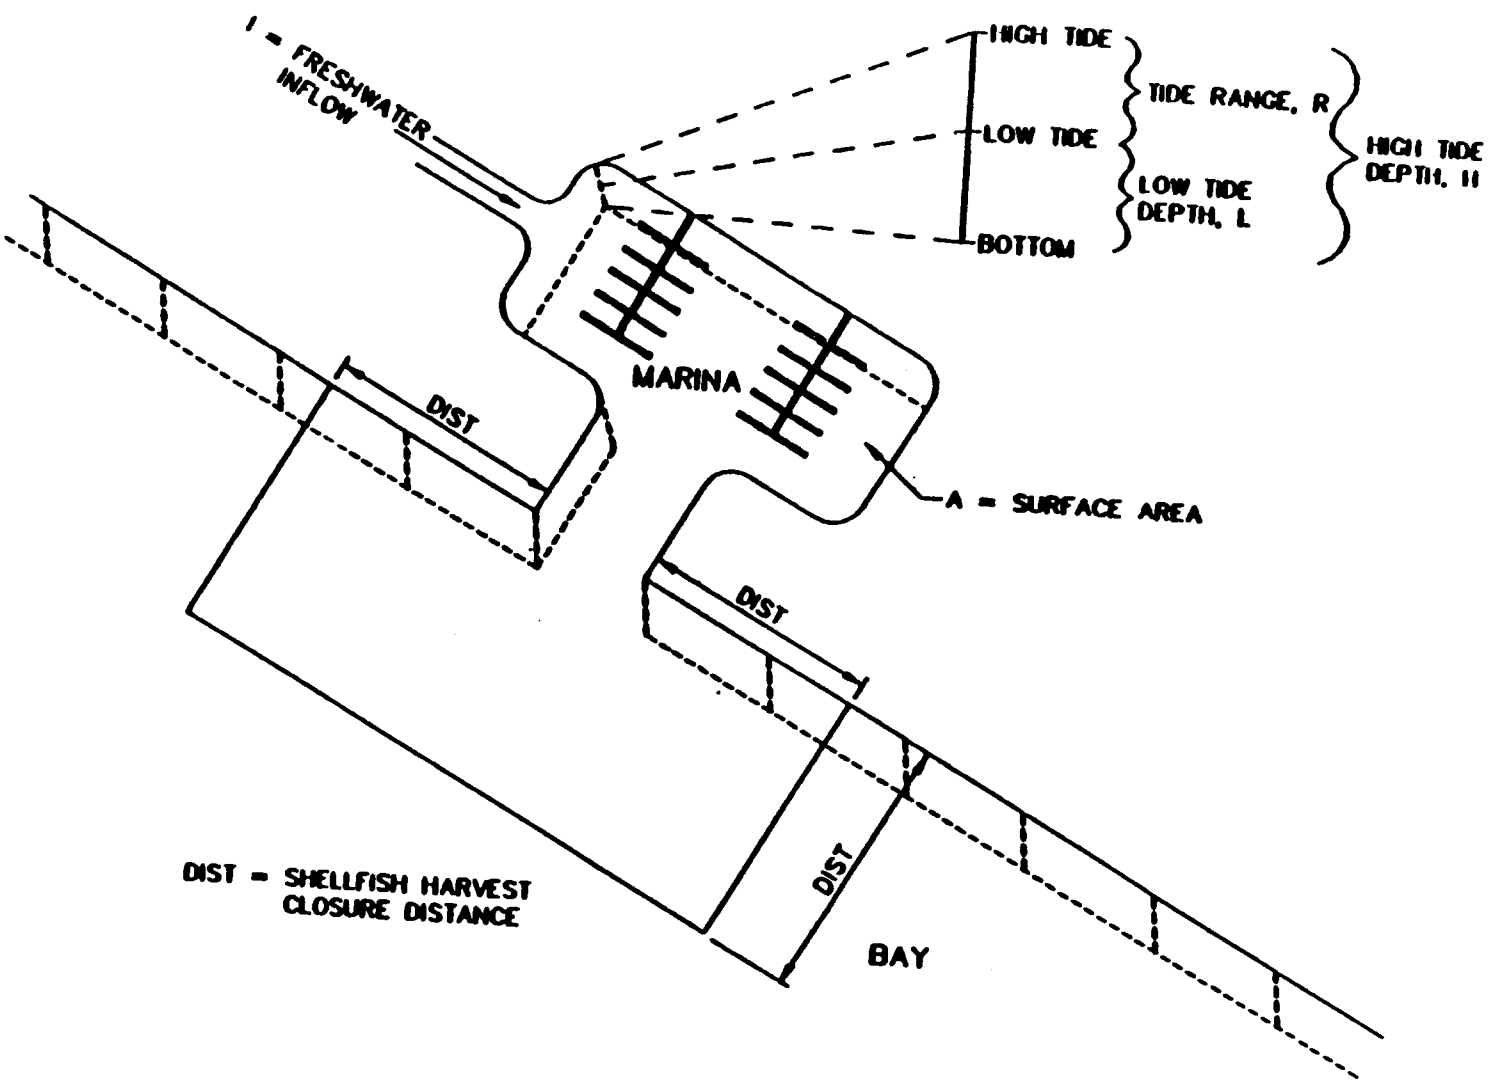 I = FRESHWATER
INFLOW
HIGH TIDE
TIDE RANGE, R
LOW TIDE
HIGH TIDE
DEPTH, H
LOW TIDE
DEPTH, L
BOTTOM
MARINA
DIST
A = SURFACE AREA
DIST
DIST
DIST = SHELLFISH HARVEST
CLOSURE DISTANCE
BAY